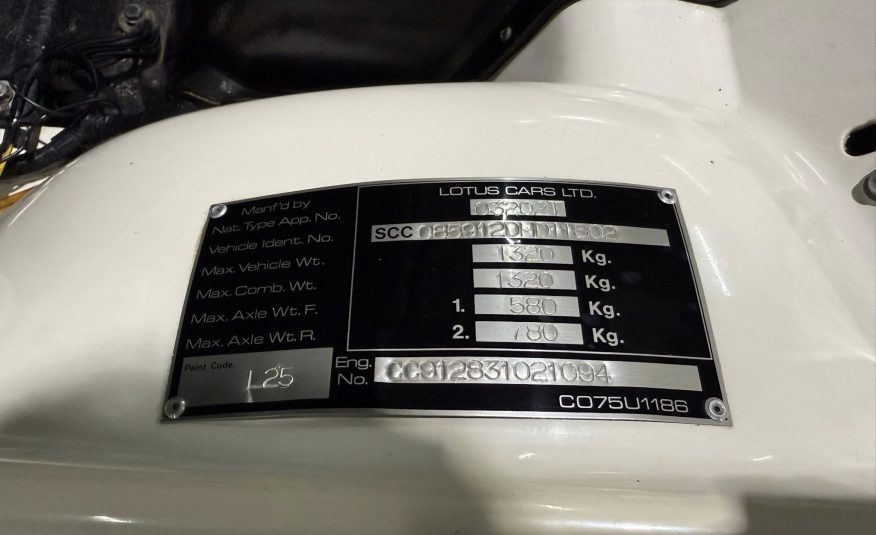 LOTUS CARS LTD.
Manf'd by
Nat. Type App. No.
Vehicle Ident. No. SCC 085912DHD11602
Max. Vehicle Wt. 1320 Kg.
Max. Comb. Wt. 1320 Kg.
Max. Axle Wt. F. 1. 580 Kg.
Max. Axle Wt. R. 2. 780 Kg.
Paint Code. L25
Eng. No. CC912831021094
CO75U1186